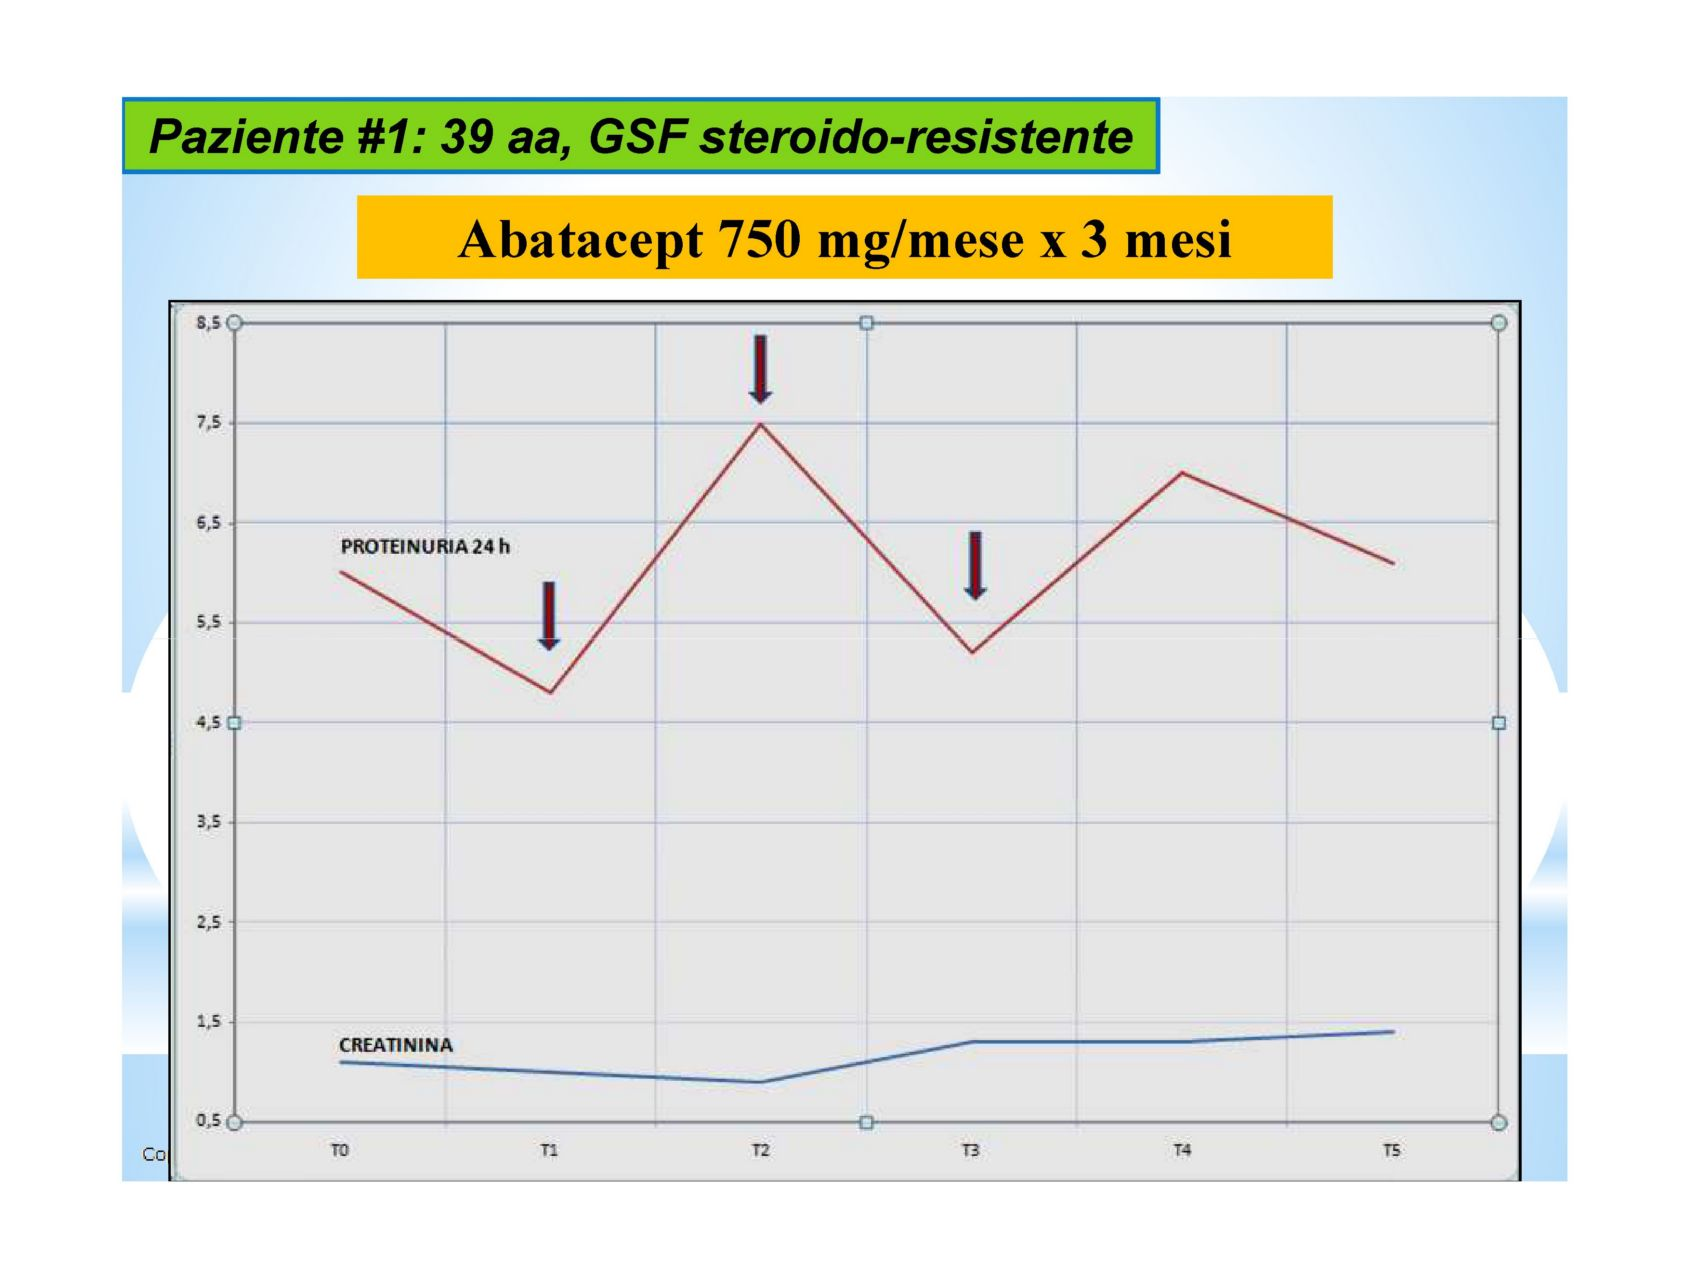 Paziente #1: 39 aa, GSF steroido-resistente
Abatacept 750 mg/mese x 3 mesi
8,5
7,5
6,5
PROTEINURIA 24 h
5,5
4,5
3,5
2,5
1,5
CREATININA
0,5
T0 T1 T2 T3 T4 T5